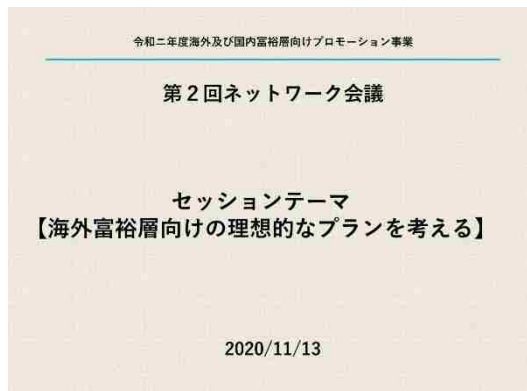 令和二年度海外及び国内富裕層向けプロモーション事業
第2回ネットワーク会議
セッションテーマ
【海外富裕層向けの理想的なプランを考える】
2020/11/13